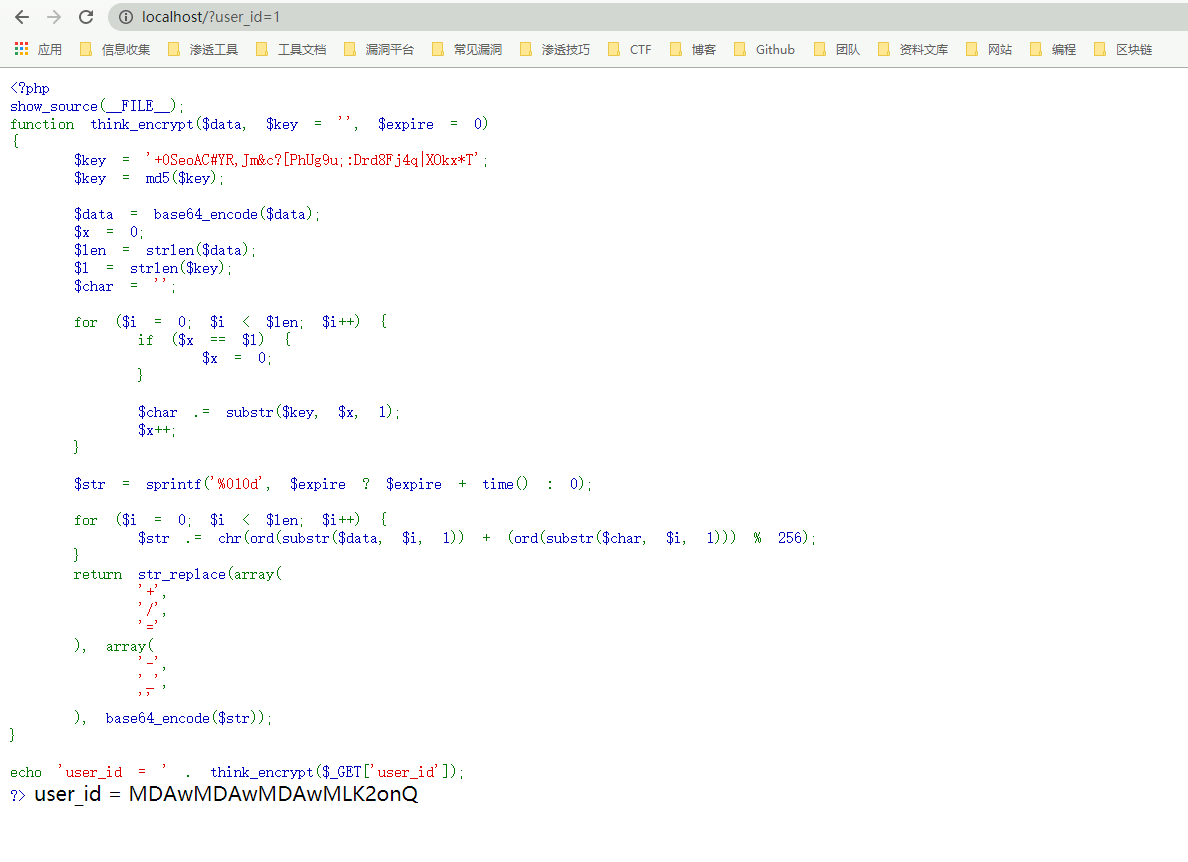 localhost/?user_id=1
应用 信息收集 渗透工具 工具文档 漏洞平台 常见漏洞 渗透技巧 CTF 博客 Github 团队 资料文库 网站 编程 区块链
<?php
show_source(__FILE__);
function think_encrypt($data, $key = '', $expire = 0)
{
$key = '+0SeoAC#YR,Jm&c?[PhUg9u;:Drd8Fj4q|XOkx*T';
$key = md5($key);
$data = base64_encode($data);
$x = 0;
$len = strlen($data);
$l = strlen($key);
$char = '';
for ($i = 0; $i < $len; $i++) {
if ($x == $l) {
$x = 0;
}
$char .= substr($key, $x, 1);
$x++;
}
$str = sprintf('%010d', $expire ? $expire + time() : 0);
for ($i = 0; $i < $len; $i++) {
$str .= chr(ord(substr($data, $i, 1)) + (ord(substr($char, $i, 1))) % 256);
}
return str_replace(array(
'+',
'/',
'='
), array(
'-',
'_',
''
), base64_encode($str));
}
echo 'user_id = ' . think_encrypt($_GET['user_id']);
?> user_id = MDAwMDAwMDAwMLK2onQ